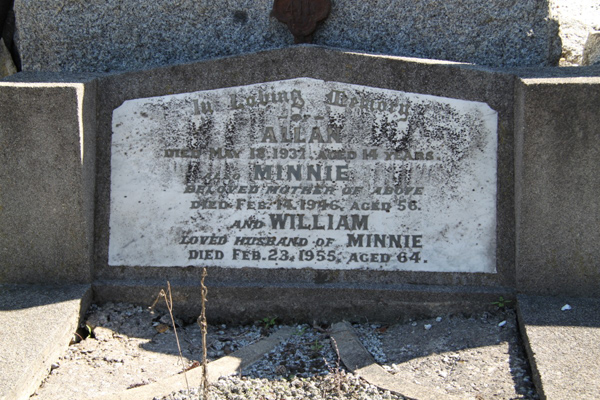 In Loving Memory
of
ALLAN
DIED MAY 18, 1937. AGED 14 YEARS.
ALSO MINNIE
BELOVED MOTHER OF ABOVE
DIED FEB. 14, 1946, AGED 56.
AND WILLIAM
LOVED HUSBAND OF MINNIE
DIED FEB. 23, 1955, AGED 64.